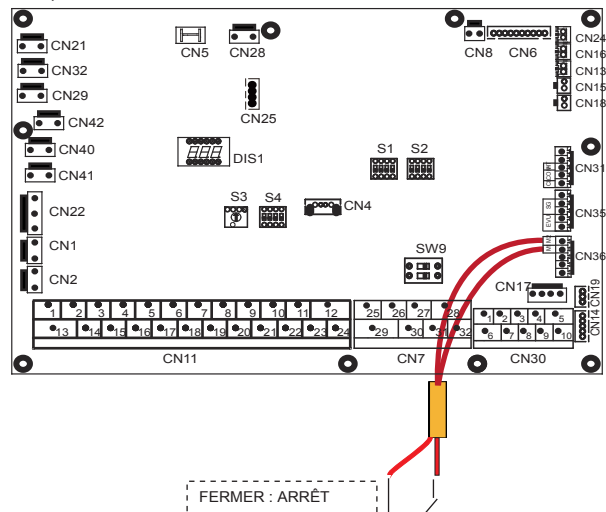 CN21
CN32
CN29
CN42
CN40
CN41
CN22
CN1
CN2
CN5
CN28
CN25
DIS1
S1
S2
S3
S4
CN4
SW9
CN8
CN6
CN24
CN16
CN13
CN15
CN18
CN31
SG
EVU
CN35
M1 M2
CN36
CN17
CN19
CN14
1 2 3 4 5 6 7 8 9 10 11 12
13 14 15 16 17 18 19 20 21 22 23 24
CN11
25 26 27 28
29 30 31 32
CN7
1 2 3 4 5
6 7 8 9 10
CN30
FERMER : ARRÊT